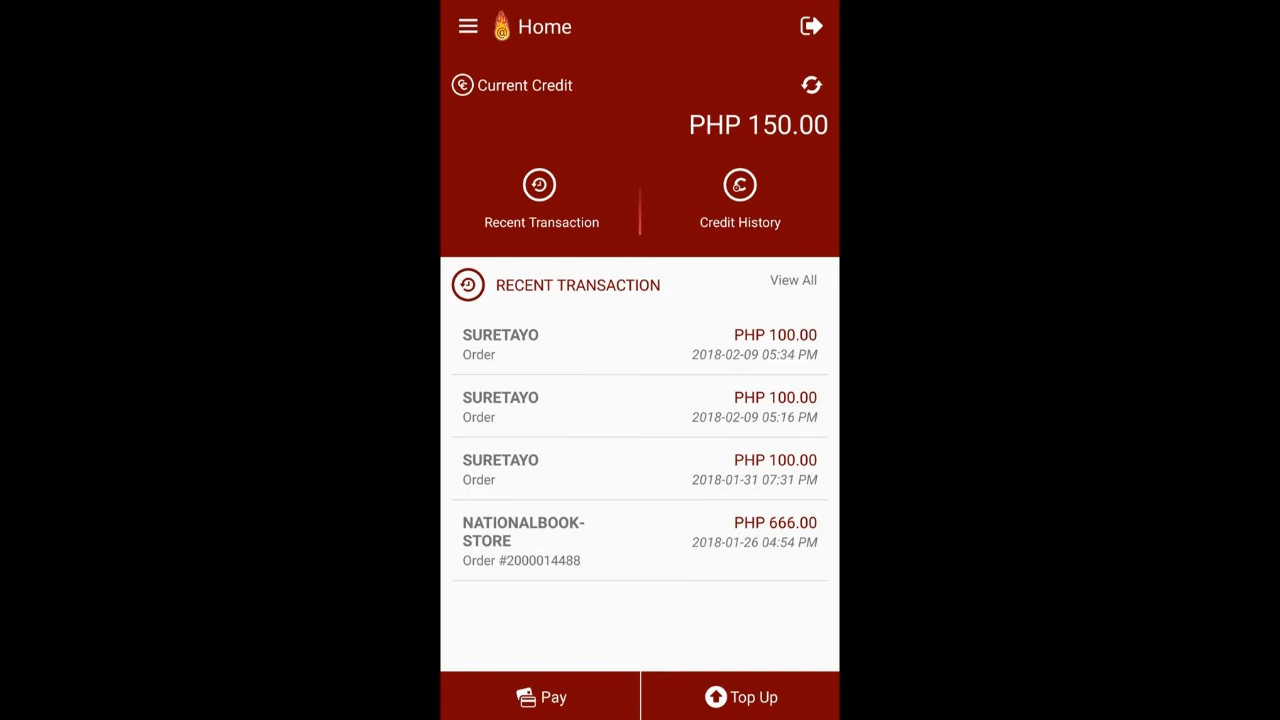 Home
Current Credit
PHP 150.00
Recent Transaction
Credit History
RECENT TRANSACTION
View All
SURETAYO
PHP 100.00
Order
2018-02-09 05:34 PM
SURETAYO
PHP 100.00
Order
2018-02-09 05:16 PM
SURETAYO
PHP 100.00
Order
2018-01-31 07:31 PM
NATIONALBOOK-
STORE
PHP 666.00
2018-01-26 04:54 PM
Order #2000014488
Pay
Top Up